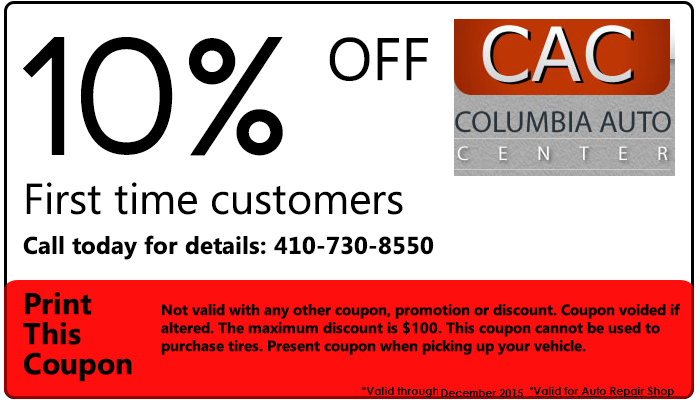 10% OFF
CAC
COLUMBIA AUTO
CENTER
First time customers
Call today for details: 410-730-8550
Print
This
Coupon
Not valid with any other coupon, promotion or discount. Coupon voided if
altered. The maximum discount is $100. This coupon cannot be used to
purchase tires. Present coupon when picking up your vehicle.
*Valid through December 2015 *Valid for Auto Repair Shop